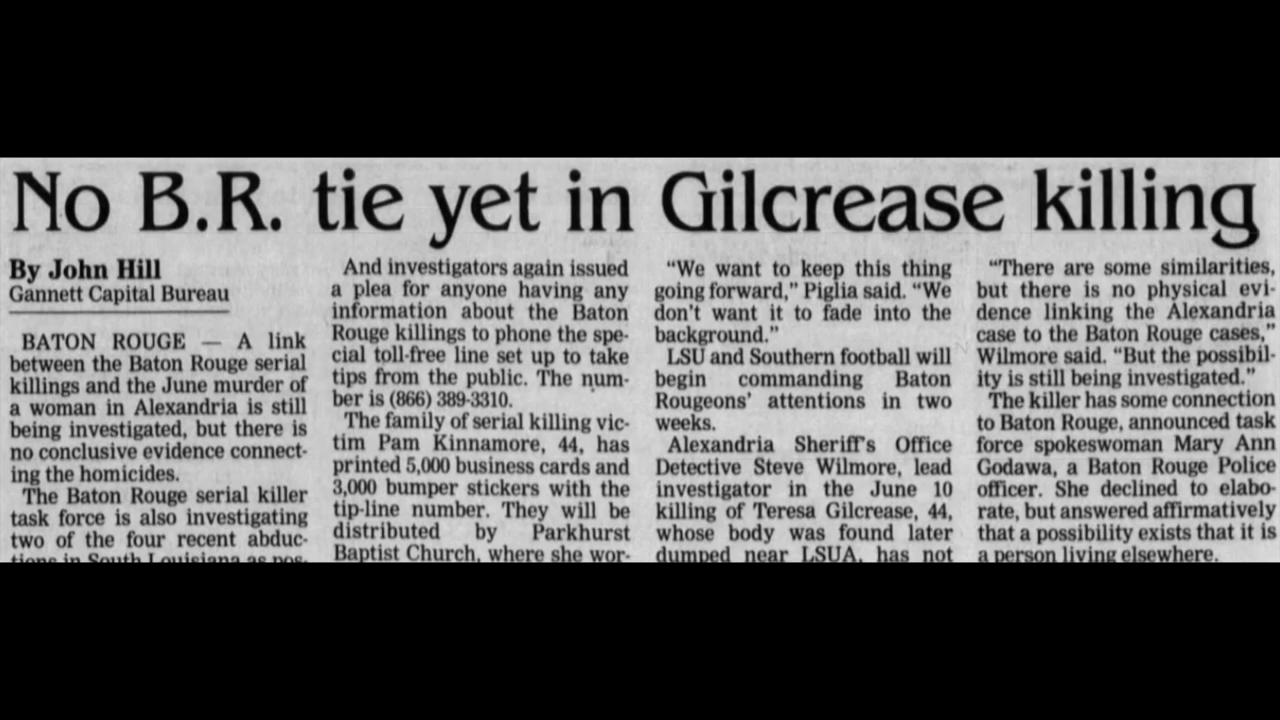 No B.R. tie yet in Gilcrease killing
By John Hill
Gannett Capital Bureau
BATON ROUGE — A link
between the Baton Rouge serial
killings and the June murder of
a woman in Alexandria is still
being investigated, but there is
no conclusive evidence connect-
ing the homicides.
The Baton Rouge serial killer
task force is also investigating
two of the four recent abduc-
tions in South Louisiana as pos-
And investigators again issued
a plea for anyone having any
information about the Baton
Rouge killings to phone the spe-
cial toll-free line set up to take
tips from the public. The num-
ber is (866) 389-3310.
The family of serial killing vic-
tim Pam Kinnamore, 44, has
printed 5,000 business cards and
3,000 bumper stickers with the
tip-line number. They will be
distributed by Parkhurst
Baptist Church, where she wor-
“We want to keep this thing
going forward,” Piglia said. “We
don’t want it to fade into the
background.”
LSU and Southern football will
begin commanding Baton
Rougeons’ attentions in two
weeks.
Alexandria Sheriff’s Office
Detective Steve Wilmore, lead
investigator in the June 10
killing of Teresa Gilcrease, 44,
whose body was found later
dumped near LSUA, has not
“There are some similarities,
but there is no physical evi-
dence linking the Alexandria
case to the Baton Rouge cases,”
Wilmore said. “But the possibil-
ity is still being investigated.”
The killer has some connection
to Baton Rouge, announced task
force spokeswoman Mary Ann
Godawa, a Baton Rouge Police
officer. She declined to elabo-
rate, but answered affirmatively
that a possibility exists that it is
a person living elsewhere.